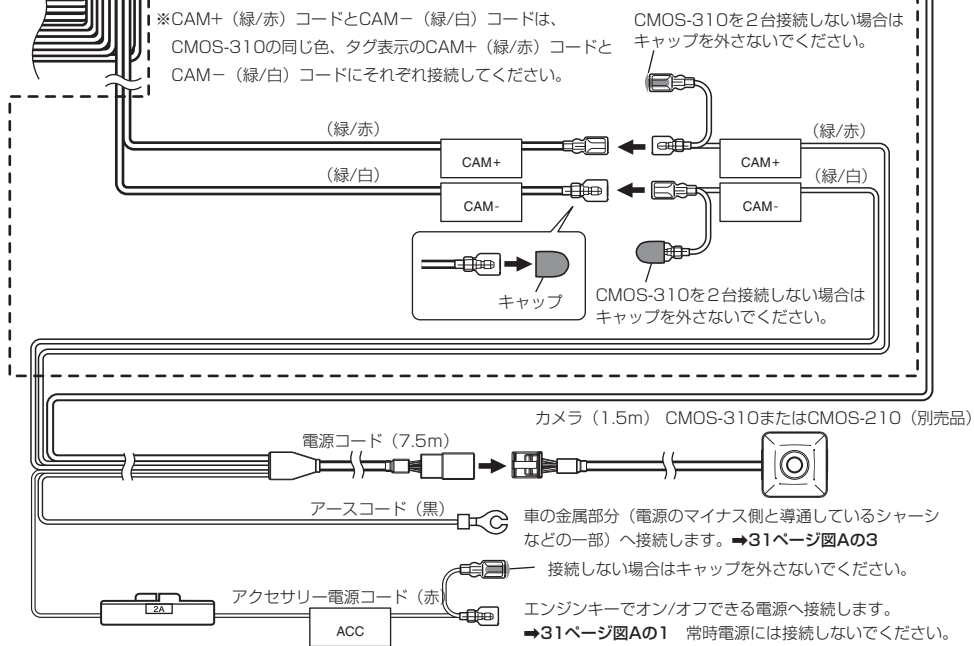 ※CAM+（緑/赤）コードとCAM−（緑/白）コードは、
CMOS-310の同じ色、タグ表示のCAM+（緑/赤）コードと
CAM−（緑/白）コードにそれぞれ接続してください。
CMOS-310を2台接続しない場合は
キャップを外さないでください。
（緑/赤）
CAM+
CAM+
（緑/赤）
（緑/白）
CAM-
CAM-
（緑/白）
キャップ
CMOS-310を2台接続しない場合は
キャップを外さないでください。
カメラ（1.5m） CMOS-310またはCMOS-210（別売品）
電源コード（7.5m）
アースコード（黒）
車の金属部分（電源のマイナス側と導通しているシャーシ
などの一部）へ接続します。➡31ページ図Aの3
接続しない場合はキャップを外さないでください。
アクセサリー電源コード（赤）
2A
ACC
エンジンキーでオン/オフできる電源へ接続します。
➡31ページ図Aの1 常時電源には接続しないでください。